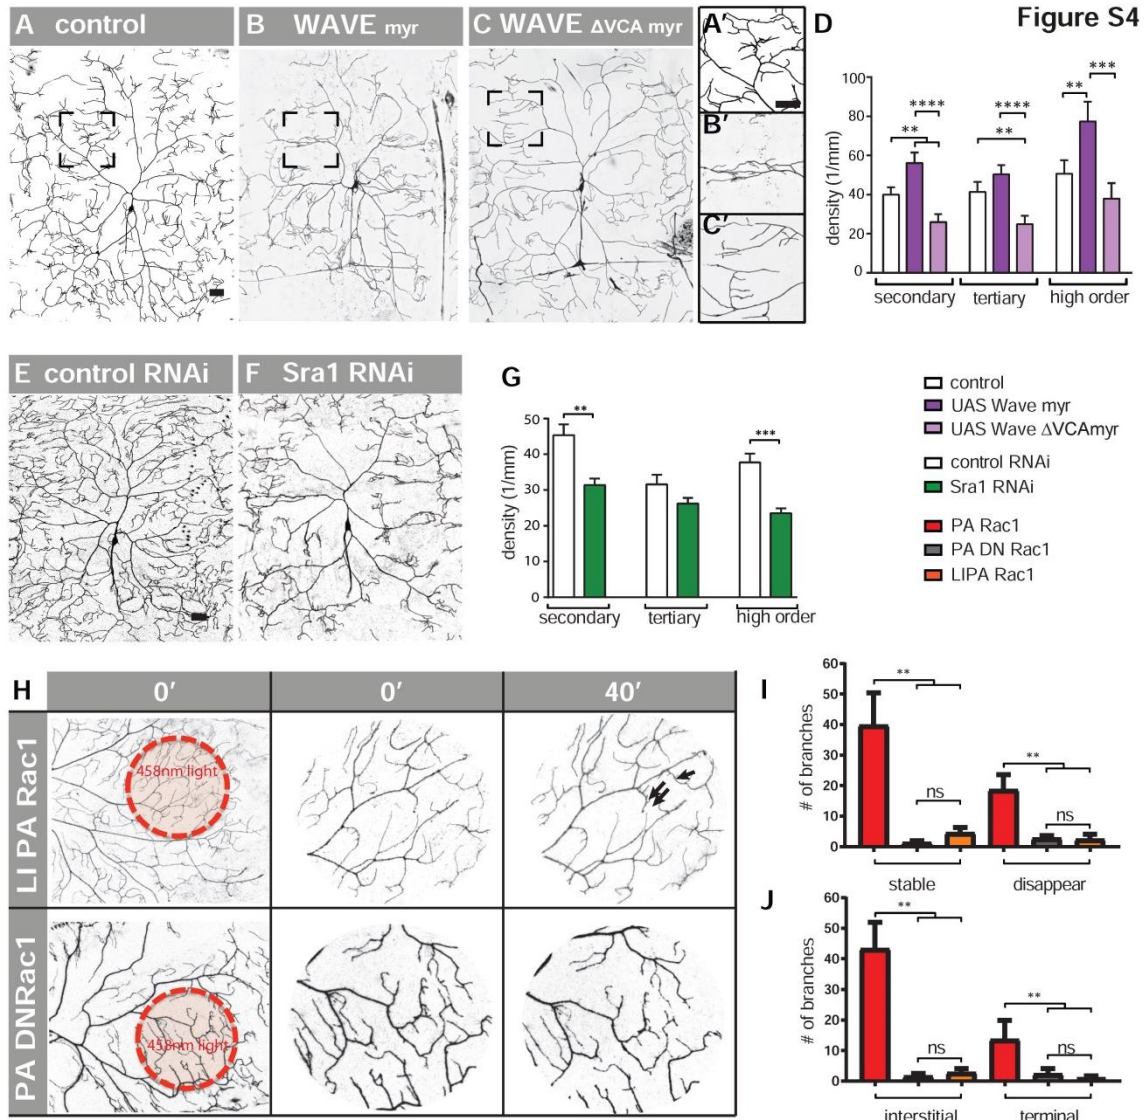 Figure S4
A control
B WAVE myr
C WAVE ΔVCA myr
A′
B′
C′
D
100
80
60
40
20
0
density (1/mm)
** **** ** **** ** ***
secondary tertiary high order
E control RNAi
F Sra1 RNAi
G
50
40
30
20
10
0
density (1/mm)
** ***
secondary tertiary high order
control
UAS Wave myr
UAS Wave ΔVCAmyr
control RNAi
Sra1 RNAi
PA Rac1
PA DN Rac1
LIPA Rac1
H 0′ 0′ 40′
LI PA Rac1
458nm light
PA DNRac1
458nm light
I
60
50
40
30
20
10
0
# of branches
** ns ** ns
stable disappear
J
60
50
40
30
20
10
0
# of branches
** ns ** ns
interstitial terminal